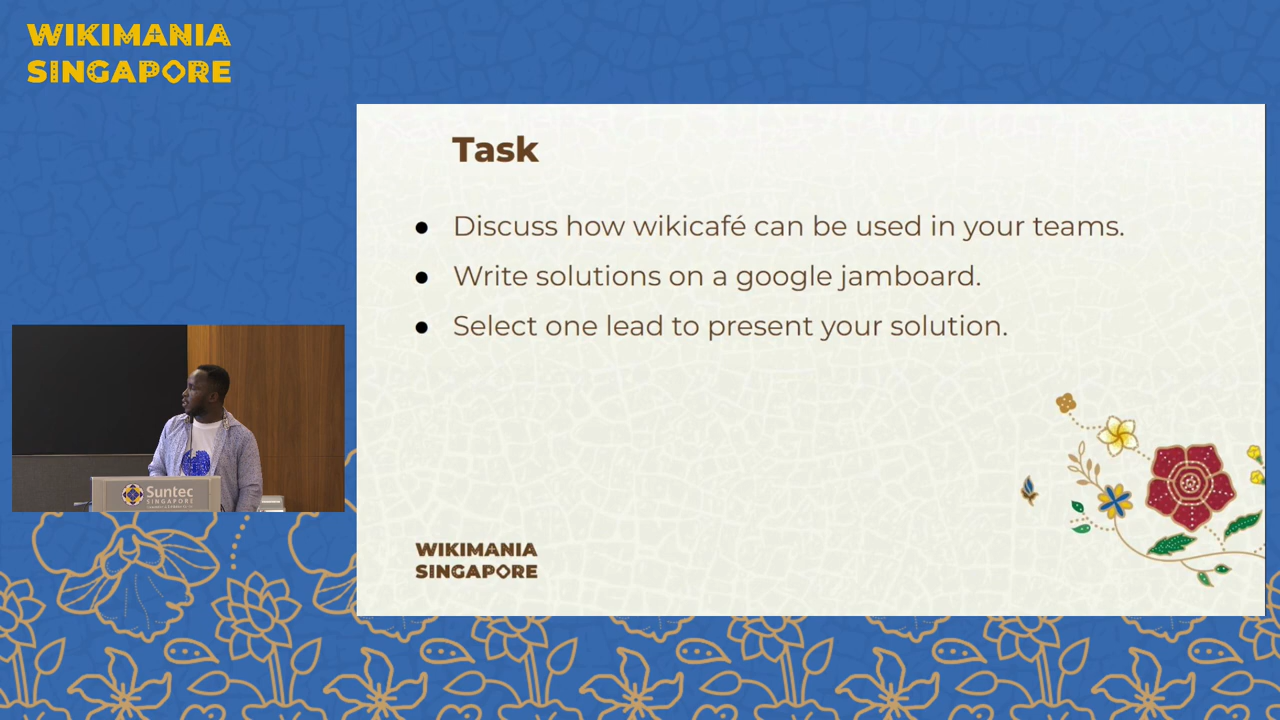 WIKIMANIA
SINGAPORE
Task
● Discuss how wikicafé can be used in your teams.
● Write solutions on a google jamboard.
● Select one lead to present your solution.
Suntec
SINGAPORE
WIKIMANIA
SINGAPORE